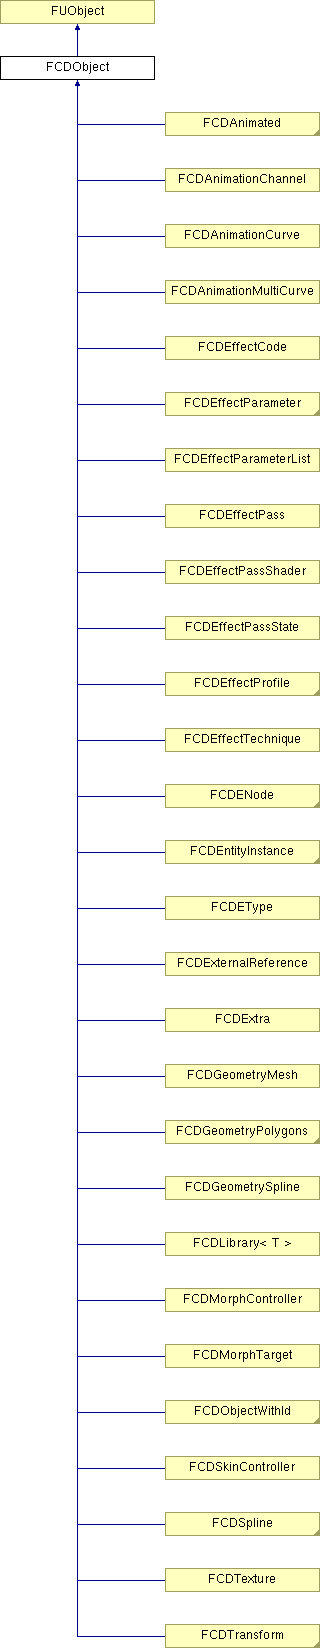 FUObject
FCDObject
FCDAnimated
FCDAnimationChannel
FCDAnimationCurve
FCDAnimationMultiCurve
FCDEffectCode
FCDEffectParameter
FCDEffectParameterList
FCDEffectPass
FCDEffectPassShader
FCDEffectPassState
FCDEffectProfile
FCDEffectTechnique
FCDENode
FCDEntityInstance
FCDEType
FCDExternalReference
FCDExtra
FCDGeometryMesh
FCDGeometryPolygons
FCDGeometrySpline
FCDLibrary< T >
FCDMorphController
FCDMorphTarget
FCDObjectWithId
FCDSkinController
FCDSpline
FCDTexture
FCDTransform